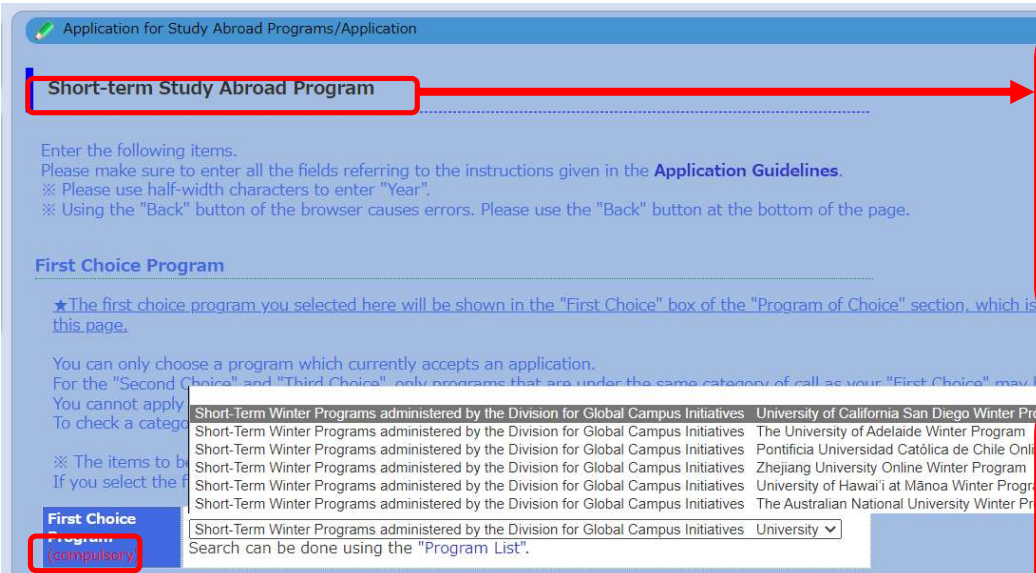 Application for Study Abroad Programs/Application
Short-term Study Abroad Program
Enter the following items.
Please make sure to enter all the fields referring to the instructions given in the Application Guidelines.
※ Please use half-width characters to enter "Year".
※ Using the "Back" button of the browser causes errors. Please use the "Back" button at the bottom of the page.
First Choice Program
★The first choice program you selected here will be shown in the "First Choice" box of the "Program of Choice" section, which is
this page.
You can only choose a program which currently accepts an application.
For the "Second Choice" and "Third Choice", only programs that are under the same category of call as your "First Choice" may
You cannot apply
To check a catego
※ The items to be
If you select the f
Short-Term Winter Programs administered by the Division for Global Campus Initiatives University of California San Diego Winter Pro
Short-Term Winter Programs administered by the Division for Global Campus Initiatives The University of Adelaide Winter Program
Short-Term Winter Programs administered by the Division for Global Campus Initiatives Pontificia Universidad Católica de Chile Onli
Short-Term Winter Programs administered by the Division for Global Campus Initiatives Zhejiang University Online Winter Program
Short-Term Winter Programs administered by the Division for Global Campus Initiatives University of Hawai'i at Mānoa Winter Progra
Short-Term Winter Programs administered by the Division for Global Campus Initiatives The Australian National University Winter Pr
First Choice
Program
(compulsory)
Short-Term Winter Programs administered by the Division for Global Campus Initiatives University
Search can be done using the "Program List".